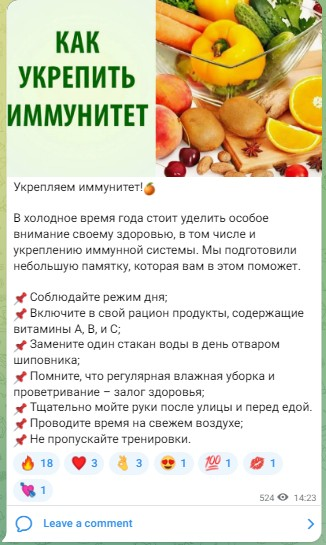 КАК
УКРЕПИТЬ
ИММУНИТЕТ
Укрепляем иммунитет!🍊
В холодное время года стоит уделить особое
внимание своему здоровью, в том числе и
укреплению иммунной системы. Мы подготовили
небольшую памятку, которая вам в этом поможет.
📌 Соблюдайте режим дня;
📌 Включите в свой рацион продукты, содержащие
витамины А, В, и С;
📌 Замените один стакан воды в день отваром
шиповника;
📌 Помните, что регулярная влажная уборка и
проветривание – залог здоровья;
📌 Тщательно мойте руки после улицы и перед едой.
📌 Проводите время на свежем воздухе;
📌 Не пропускайте тренировки.
🔥 18 ❤️ 3 👌 3 😍 1 💯 1 💋 1
💘 1
524 14:23
Leave a comment